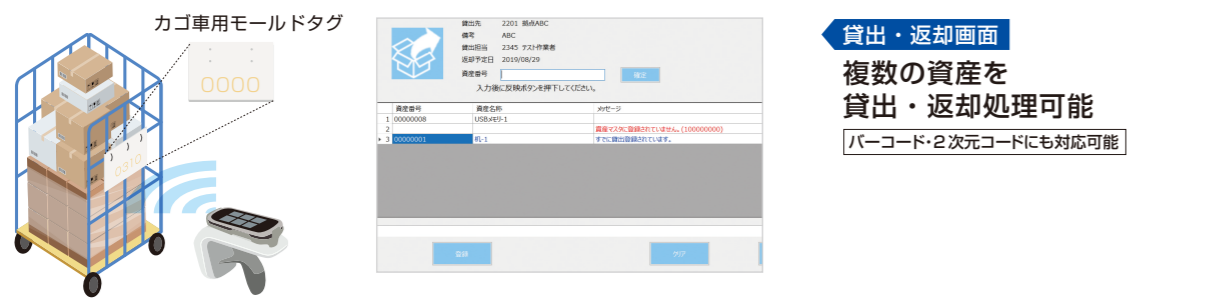 カゴ車用モールドタグ
0000
0310
貸出先 2201 拠点ABC
備考 ABC
貸出担当 2345 テスト作業者
返却予定日 2019/08/29
資産番号 確定
入力後に反映ボタンを押下してください。
資産番号 資産名称 メッセージ
1 00000008 USBメモリ-1
2 資産マスタに登録されていません。(100000000)
3 00000001 机-1 すでに貸出登録されています。
登録 クリア
貸出・返却画面
複数の資産を
貸出・返却処理可能
バーコード・2次元コードにも対応可能